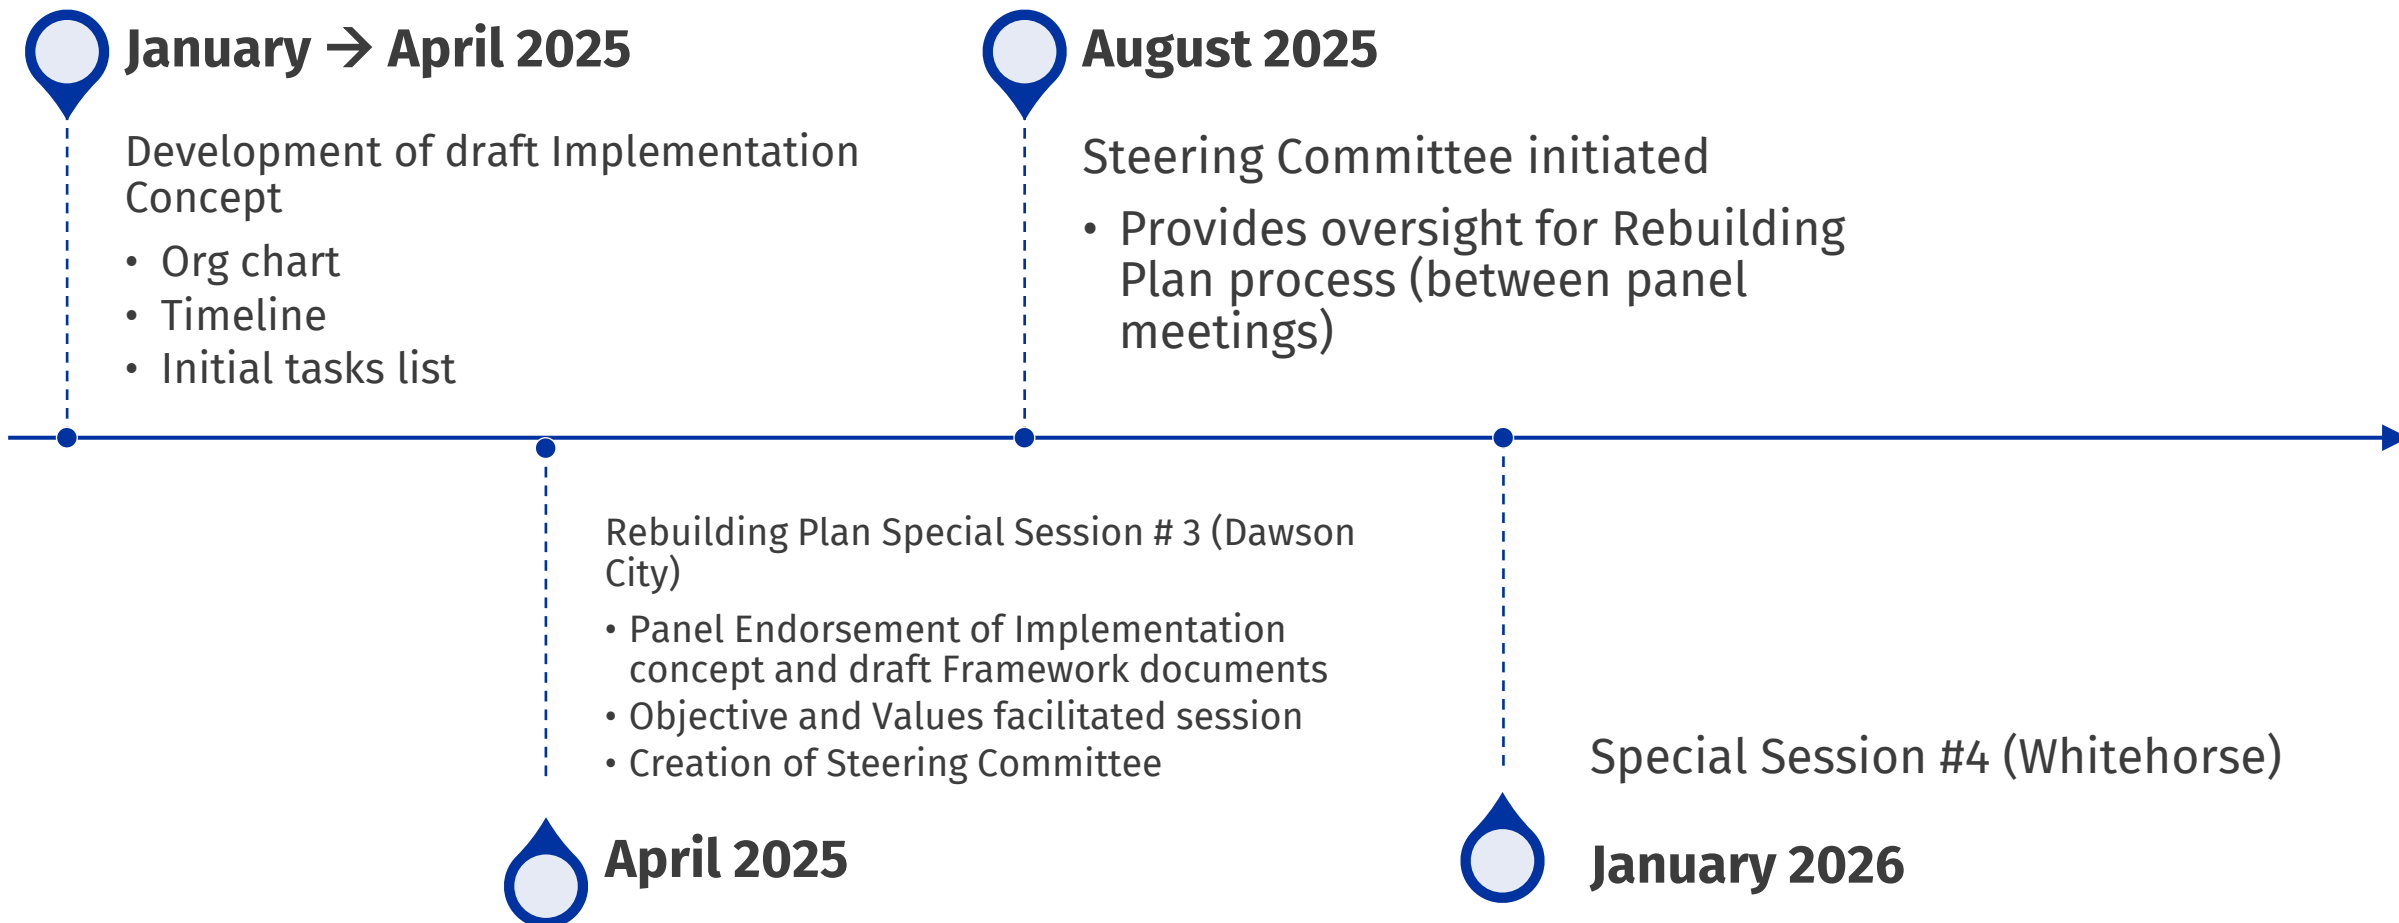 January → April 2025
Development of draft Implementation
Concept
• Org chart
• Timeline
• Initial tasks list
August 2025
Steering Committee initiated
• Provides oversight for Rebuilding
Plan process (between panel
meetings)
Rebuilding Plan Special Session # 3 (Dawson
City)
• Panel Endorsement of Implementation
concept and draft Framework documents
• Objective and Values facilitated session
• Creation of Steering Committee
April 2025
Special Session #4 (Whitehorse)
January 2026